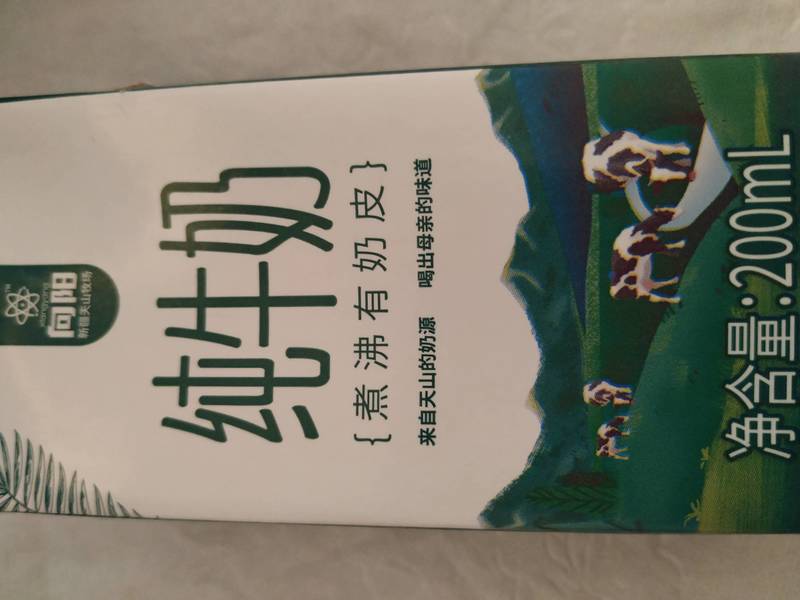 xiangyang
向阳
新疆天山牧场
纯牛奶
{煮沸有奶皮}
来自天山的奶源 喝出母亲的味道
净含量:200mL